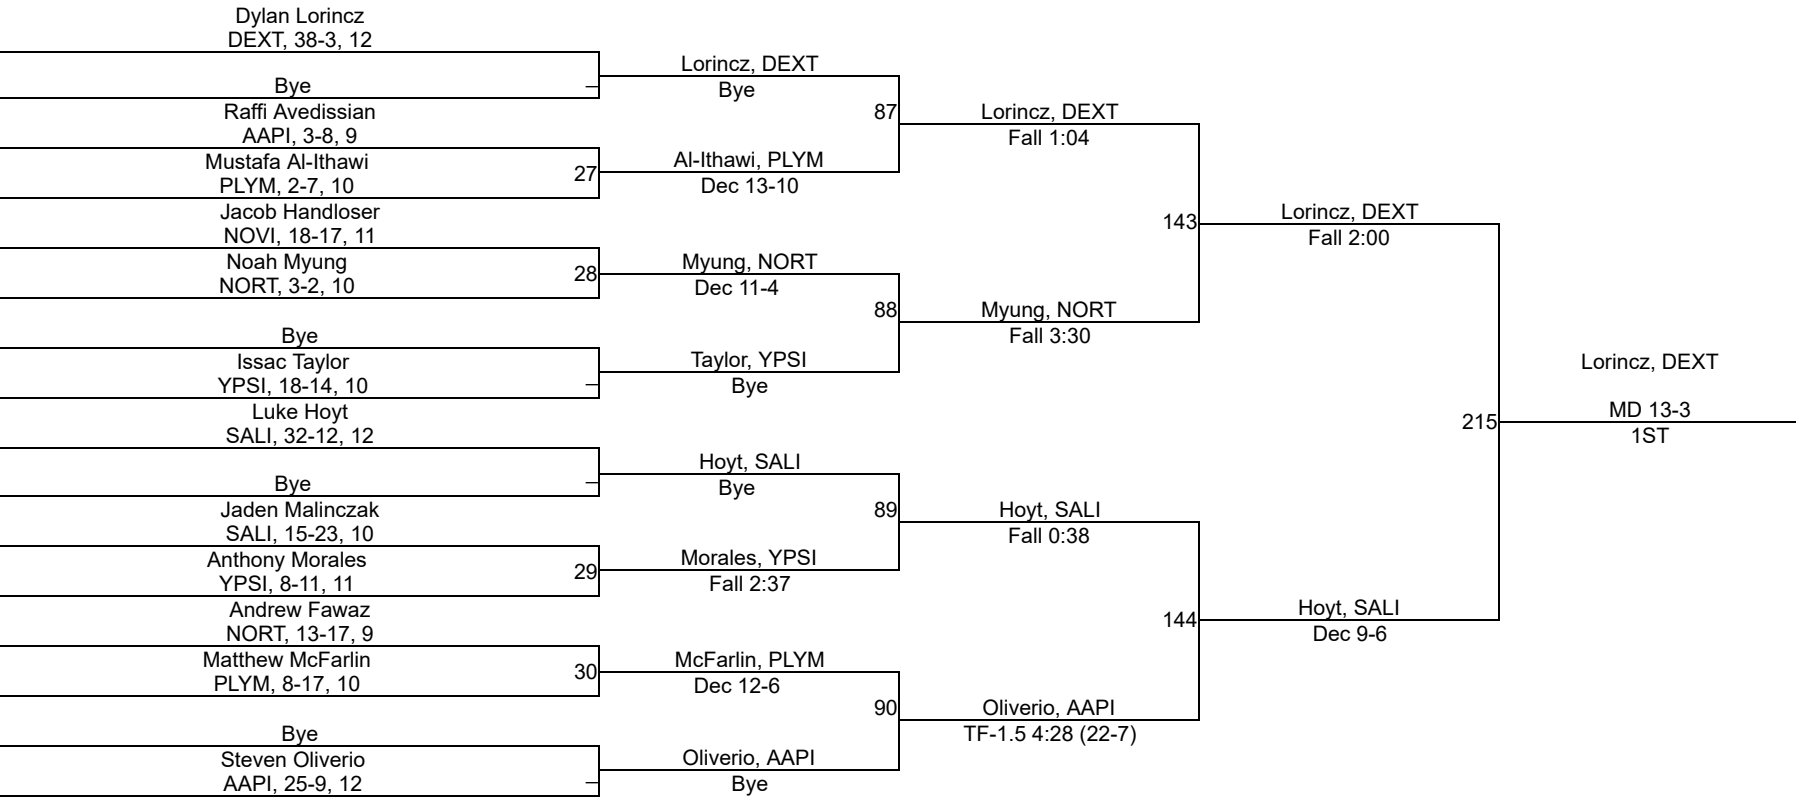 Dylan Lorincz
DEXT, 38-3, 12
Bye
–
Raffi Avedissian
AAPI, 3-8, 9
Mustafa Al-Ithawi
PLYM, 2-7, 10
27
Jacob Handloser
NOVI, 18-17, 11
Noah Myung
NORT, 3-2, 10
28
Bye
Issac Taylor
YPSI, 18-14, 10
–
Luke Hoyt
SALI, 32-12, 12
Bye
–
Jaden Malinczak
SALI, 15-23, 10
Anthony Morales
YPSI, 8-11, 11
29
Andrew Fawaz
NORT, 13-17, 9
Matthew McFarlin
PLYM, 8-17, 10
30
Bye
Steven Oliverio
AAPI, 25-9, 12
–
Lorincz, DEXT
Bye
87
Al-Ithawi, PLYM
Dec 13-10
Myung, NORT
Dec 11-4
88
Taylor, YPSI
Bye
Hoyt, SALI
Bye
89
Morales, YPSI
Fall 2:37
McFarlin, PLYM
Dec 12-6
90
Oliverio, AAPI
Bye
Lorincz, DEXT
Fall 1:04
143
Myung, NORT
Fall 3:30
Hoyt, SALI
Fall 0:38
144
Oliverio, AAPI
TF-1.5 4:28 (22-7)
Lorincz, DEXT
Fall 2:00
215
Hoyt, SALI
Dec 9-6
Lorincz, DEXT
MD 13-3
1ST